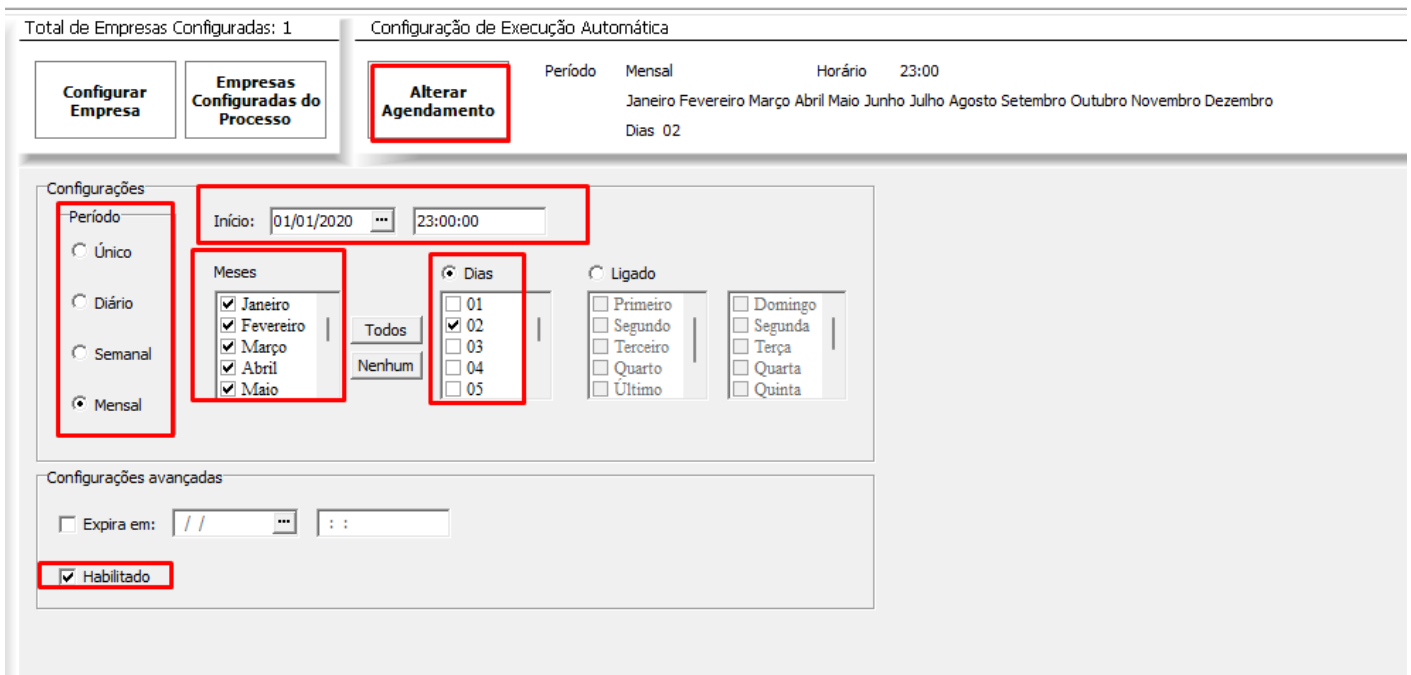 Total de Empresas Configuradas: 1
Configuração de Execução Automática
Configurar Empresa
Empresas Configuradas do Processo
Alterar Agendamento
Período Mensal Horário 23:00
Janeiro Fevereiro Março Abril Maio Junho Julho Agosto Setembro Outubro Novembro Dezembro
Dias 02
Configurações
Período
Único
Diário
Semanal
Mensal
Início: 01/01/2020 ... 23:00:00
Meses
Janeiro
Fevereiro
Março
Abril
Maio
Todos
Nenhum
Dias
01
02
03
04
05
Ligado
Primeiro
Segundo
Terceiro
Quarto
Último
Domingo
Segunda
Terça
Quarta
Quinta
Configurações avançadas
Expira em: / / ... : :
Habilitado